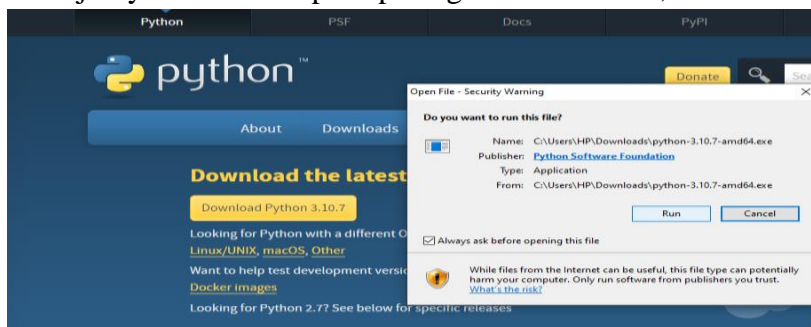 Python PSF Docs PyPI
python™
Donate
About Downloads
Download the latest
Download Python 3.10.7
Looking for Python with a different O
Linux/UNIX, macOS, Other
Want to help test development versi
Docker images
Looking for Python 2.7? See below for specific releases
Open File - Security Warning
Do you want to run this file?
Name: C:\Users\HP\Downloads\python-3.10.7-amd64.exe
Publisher: Python Software Foundation
Type: Application
From: C:\Users\HP\Downloads\python-3.10.7-amd64.exe
Run Cancel
Always ask before opening this file
While files from the Internet can be useful, this file type can potentially
harm your computer. Only run software from publishers you trust.
What's the risk?